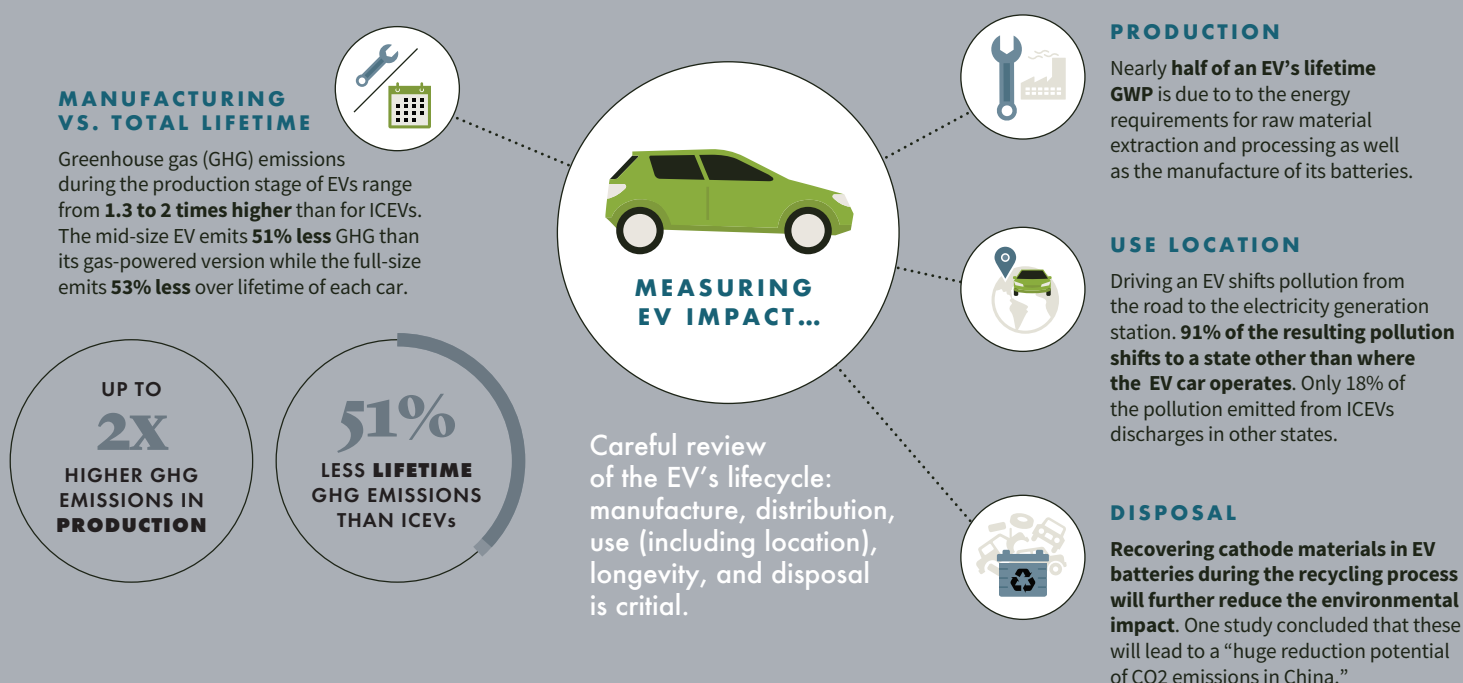 MANUFACTURING
VS. TOTAL LIFETIME
Greenhouse gas (GHG) emissions
during the production stage of EVs range
from 1.3 to 2 times higher than for ICEVs.
The mid-size EV emits 51% less GHG than
its gas-powered version while the full-size
emits 53% less over lifetime of each car.
UP TO
2X
HIGHER GHG
EMISSIONS IN
PRODUCTION
51%
LESS LIFETIME
GHG EMISSIONS
THAN ICEVs
MEASURING
EV IMPACT...
Careful review
of the EV’s lifecycle:
manufacture, distribution,
use (including location),
longevity, and disposal
is critial.
PRODUCTION
Nearly half of an EV’s lifetime
GWP is due to to the energy
requirements for raw material
extraction and processing as well
as the manufacture of its batteries.
USE LOCATION
Driving an EV shifts pollution from
the road to the electricity generation
station. 91% of the resulting pollution
shifts to a state other than where
the EV car operates. Only 18% of
the pollution emitted from ICEVs
discharges in other states.
DISPOSAL
Recovering cathode materials in EV
batteries during the recycling process
will further reduce the environmental
impact. One study concluded that these
will lead to a “huge reduction potential
of CO2 emissions in China.”